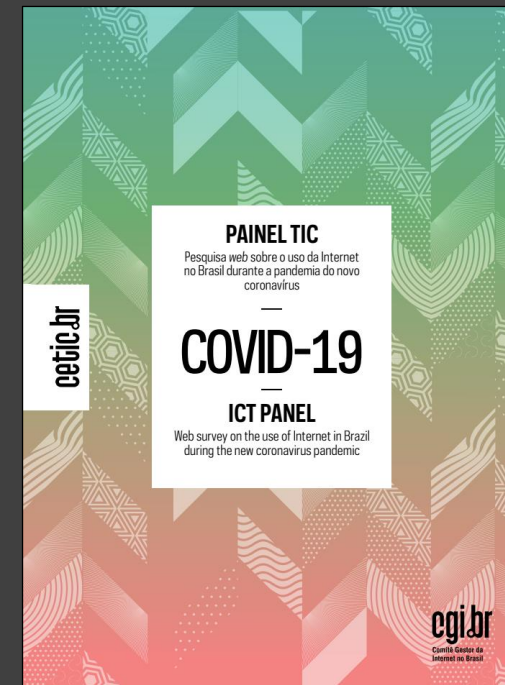 PAINEL TIC
Pesquisa web sobre o uso da Internet
no Brasil durante a pandemia do novo
coronavírus
COVID-19
ICT PANEL
Web survey on the use of Internet in Brazil
during the new coronavirus pandemic
cetic.br
cgi.br
Comitê Gestor da
Internet no Brasil